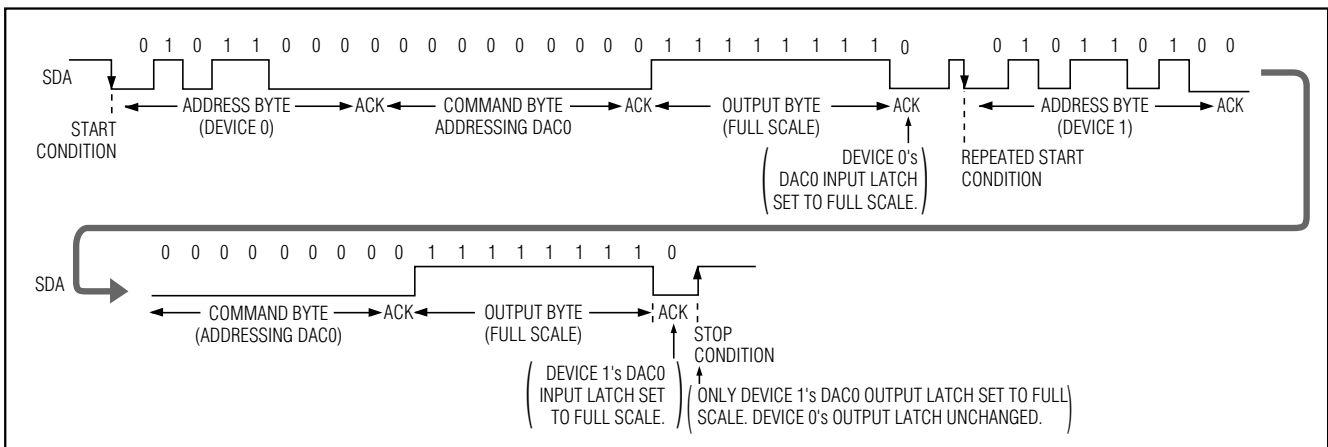 0 1 0 1 1 0 0 0 0 0 0 0 0 0 0 0 0 0 1 1 1 1 1 1 1 1 0 0 1 0 1 1 0 1 0 0
SDA
ADDRESS BYTE ACK COMMAND BYTE ACK OUTPUT BYTE ACK ADDRESS BYTE ACK
(DEVICE 0) ADDRESSING DAC0 (FULL SCALE) (DEVICE 1)
START
CONDITION
DEVICE 0's
DAC0 INPUT LATCH
SET TO FULL SCALE.
REPEATED START
CONDITION
0 0 0 0 0 0 0 0 0 1 1 1 1 1 1 1 1 0
SDA
COMMAND BYTE ACK OUTPUT BYTE ACK
(ADDRESSING DAC0) (FULL SCALE)
STOP
CONDITION
DEVICE 1's DAC0
INPUT LATCH SET
TO FULL SCALE.
ONLY DEVICE 1's DAC0 OUTPUT LATCH SET TO FULL
SCALE. DEVICE 0's OUTPUT LATCH UNCHANGED.